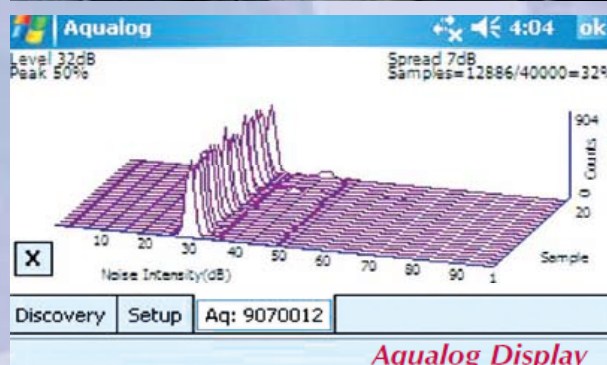 Aqualog 4:04 ok
Level 32dB Spread 7dB
Peak 50% Samples=12886/40000=32%
904
Counts
0
20
Sample
1
10 20 30 40 50 60 70 80 90
Noise Intensity(dB)
X
Discovery Setup Aq: 9070012
Aqualog Display